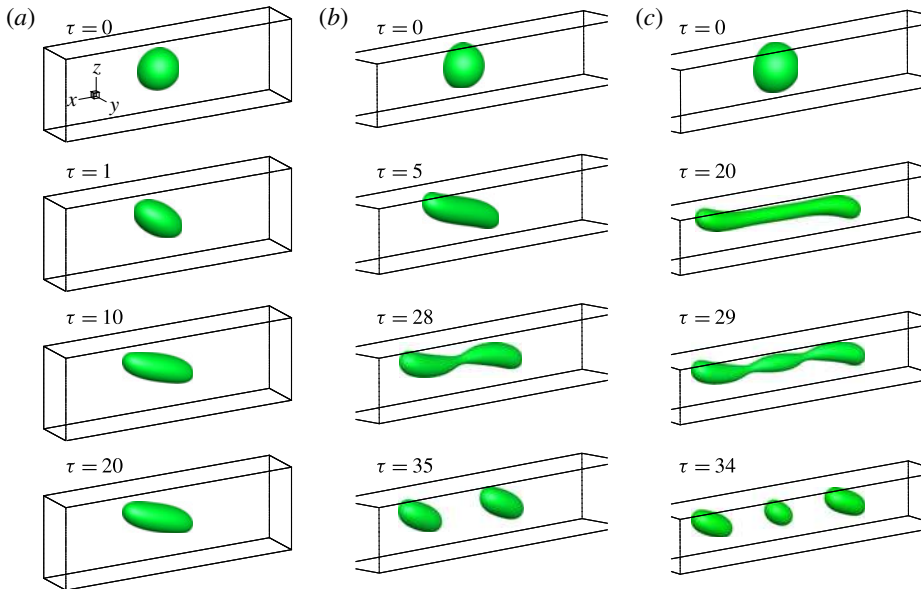 (a)
τ = 0
z
x
y
τ = 1
τ = 10
τ = 20
(b)
τ = 0
τ = 5
τ = 28
τ = 35
(c)
τ = 0
τ = 20
τ = 29
τ = 34